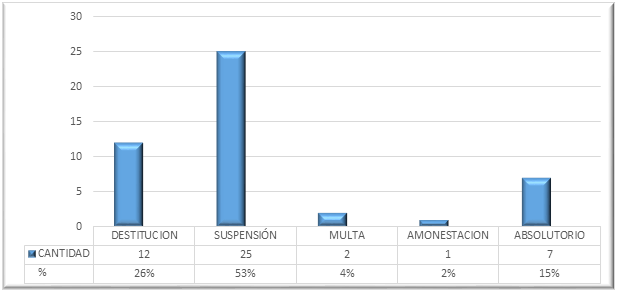 30
25
20
15
10
5
0
DESTITUCION SUSPENSIÓN MULTA AMONESTACION ABSOLUTORIO
CANTIDAD 12 25 2 1 7
% 26% 53% 4% 2% 15%